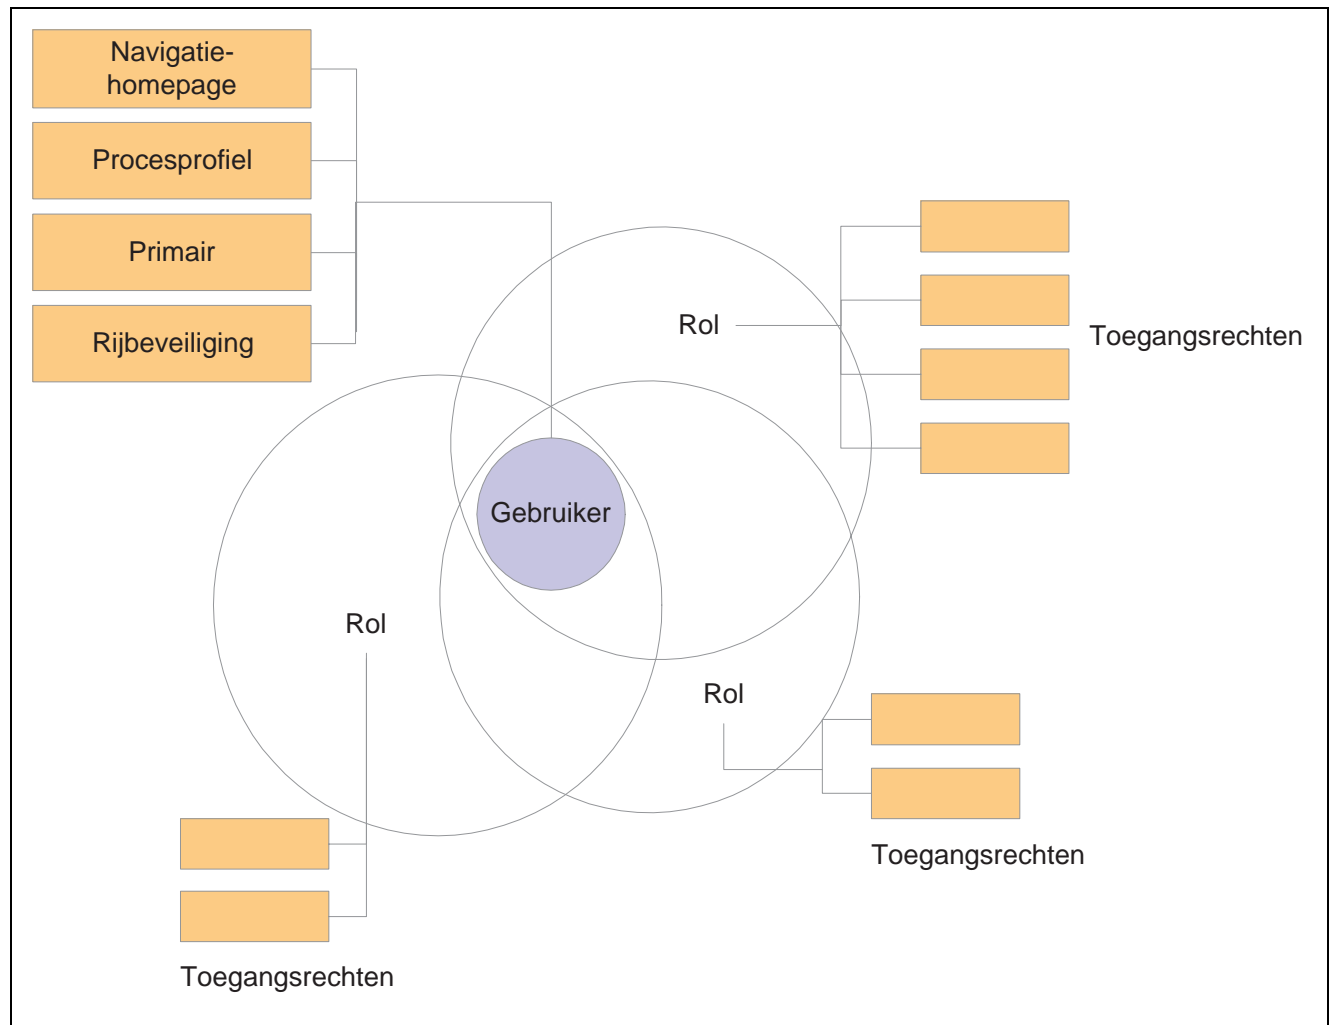 Navigatie-
homepage
Procesprofiel
Primair
Rijbeveiliging
Rol
Toegangsrechten
Gebruiker
Rol
Rol
Toegangsrechten
Toegangsrechten